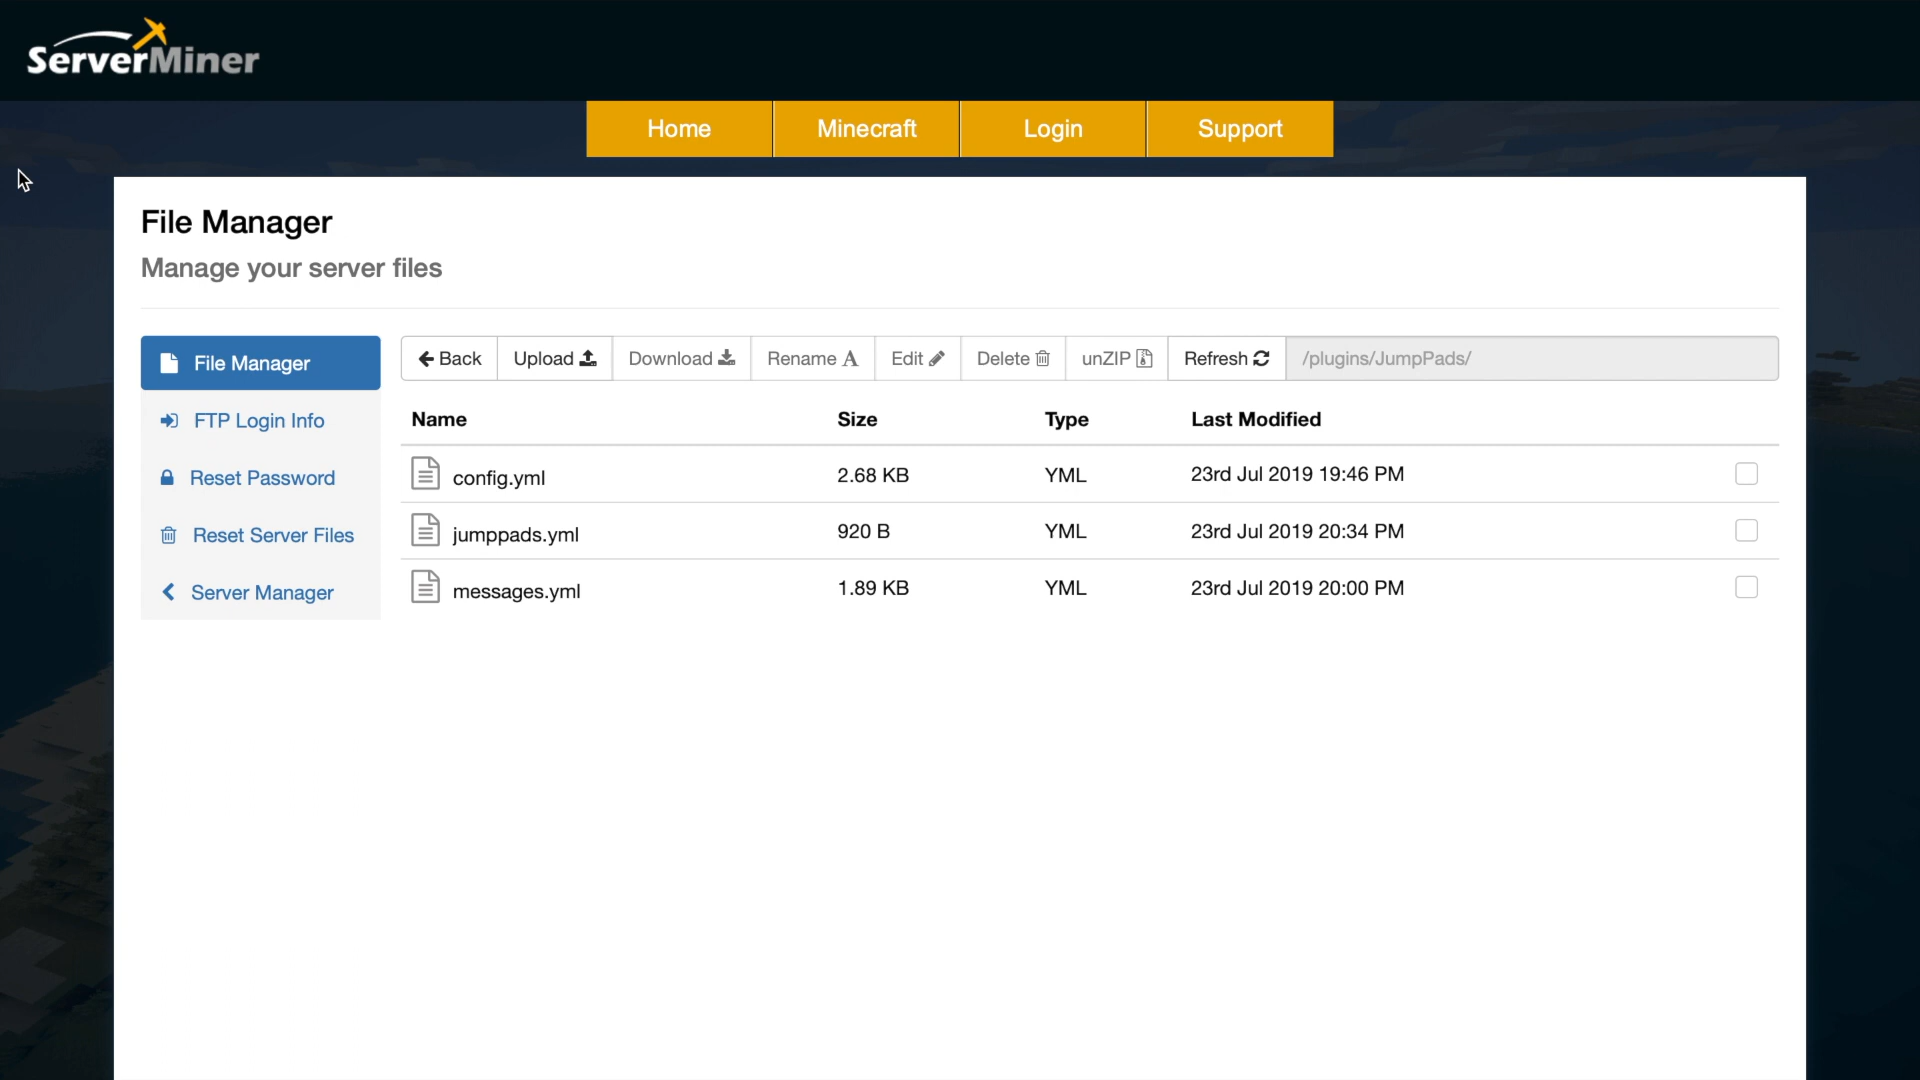 ServerMiner
Home Minecraft Login Support
File Manager
Manage your server files
File Manager
FTP Login Info
Reset Password
Reset Server Files
Server Manager
Back Upload Download Rename Edit Delete unZIP Refresh /plugins/JumpPads/
Name Size Type Last Modified
config.yml 2.68 KB YML 23rd Jul 2019 19:46 PM
jumppads.yml 920 B YML 23rd Jul 2019 20:34 PM
messages.yml 1.89 KB YML 23rd Jul 2019 20:00 PM